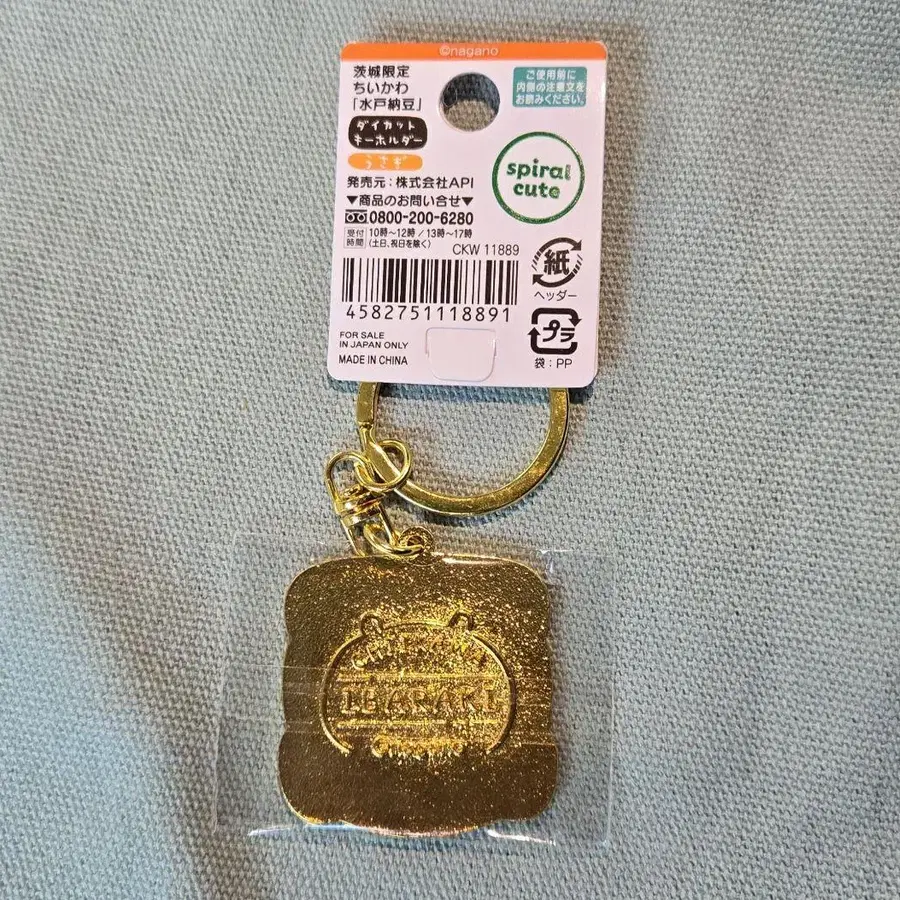 ©nagano
茨城限定
ちいかわ
「水戸納豆」
ダイカット
キーホルダー
うさぎ
発売元：株式会社API
▼商品のお問い合せ▼
0800-200-6280
受付時間 10時～12時 / 13時～17時
(土日、祝日を除く)
CKW 11889
4582751118891
FOR SALE
IN JAPAN ONLY
MADE IN CHINA
ご使用前に
内側の注意文を
お読みください。
spiral
cute
紙
ヘッダー
プラ
袋：PP
CHIIKAWA
IBARAKI
©nagano